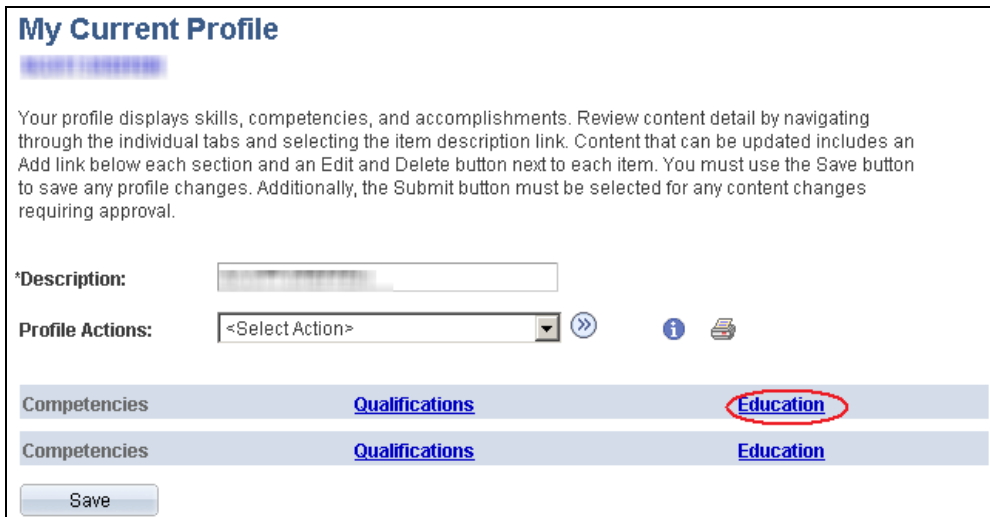 My Current Profile
Your profile displays skills, competencies, and accomplishments. Review content detail by navigating
through the individual tabs and selecting the item description link. Content that can be updated includes an
Add link below each section and an Edit and Delete button next to each item. You must use the Save button
to save any profile changes. Additionally, the Submit button must be selected for any content changes
requiring approval.
*Description:
Profile Actions: <Select Action>
Competencies Qualifications Education
Competencies Qualifications Education
Save